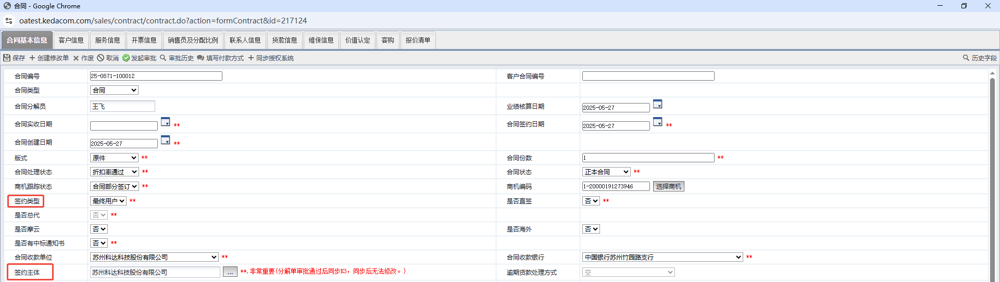 合同 - Google Chrome
oatest.kedacom.com/sales/contract/contract.do?action=formContract&id=217124
合同基本信息 客户信息 服务信息 开票信息 销售员及分配比例 联系人信息 货款信息 维保信息 价值认定 客购 报价清单
保存 创建修改单 作废 取消 发起审批 审批历史 填写付款方式 同步授权系统 历史字段
合同编号 25-0871-100012 客户合同编号
合同类型 合同
合同分解员 王飞 业绩核算日期 2025-05-27
合同实收日期 ** 合同签约日期 2025-05-27 **
合同创建日期 2025-05-27 **
版式 原件 ** 合同份数 1 **
合同处理状态 折扣率通过 ** 合同状态 正本合同 **
商机跟踪状态 合同部分签订 ** 商机编码 1-20000191273946 选择商机
签约类型 最终用户 ** 是否直签 否 **
是否总代 否 **
是否摩云 否 是否海外 否
是否有中标通知书 否 **
合同收款单位 苏州科达科技股份有限公司 ** 合同收款银行 中国银行苏州竹园路支行 **
签约主体 苏州科达科技股份有限公司 ... **,非常重要(分解单审批通过后同步K3，同步后无法修改。) 逾期货款处理方式 空